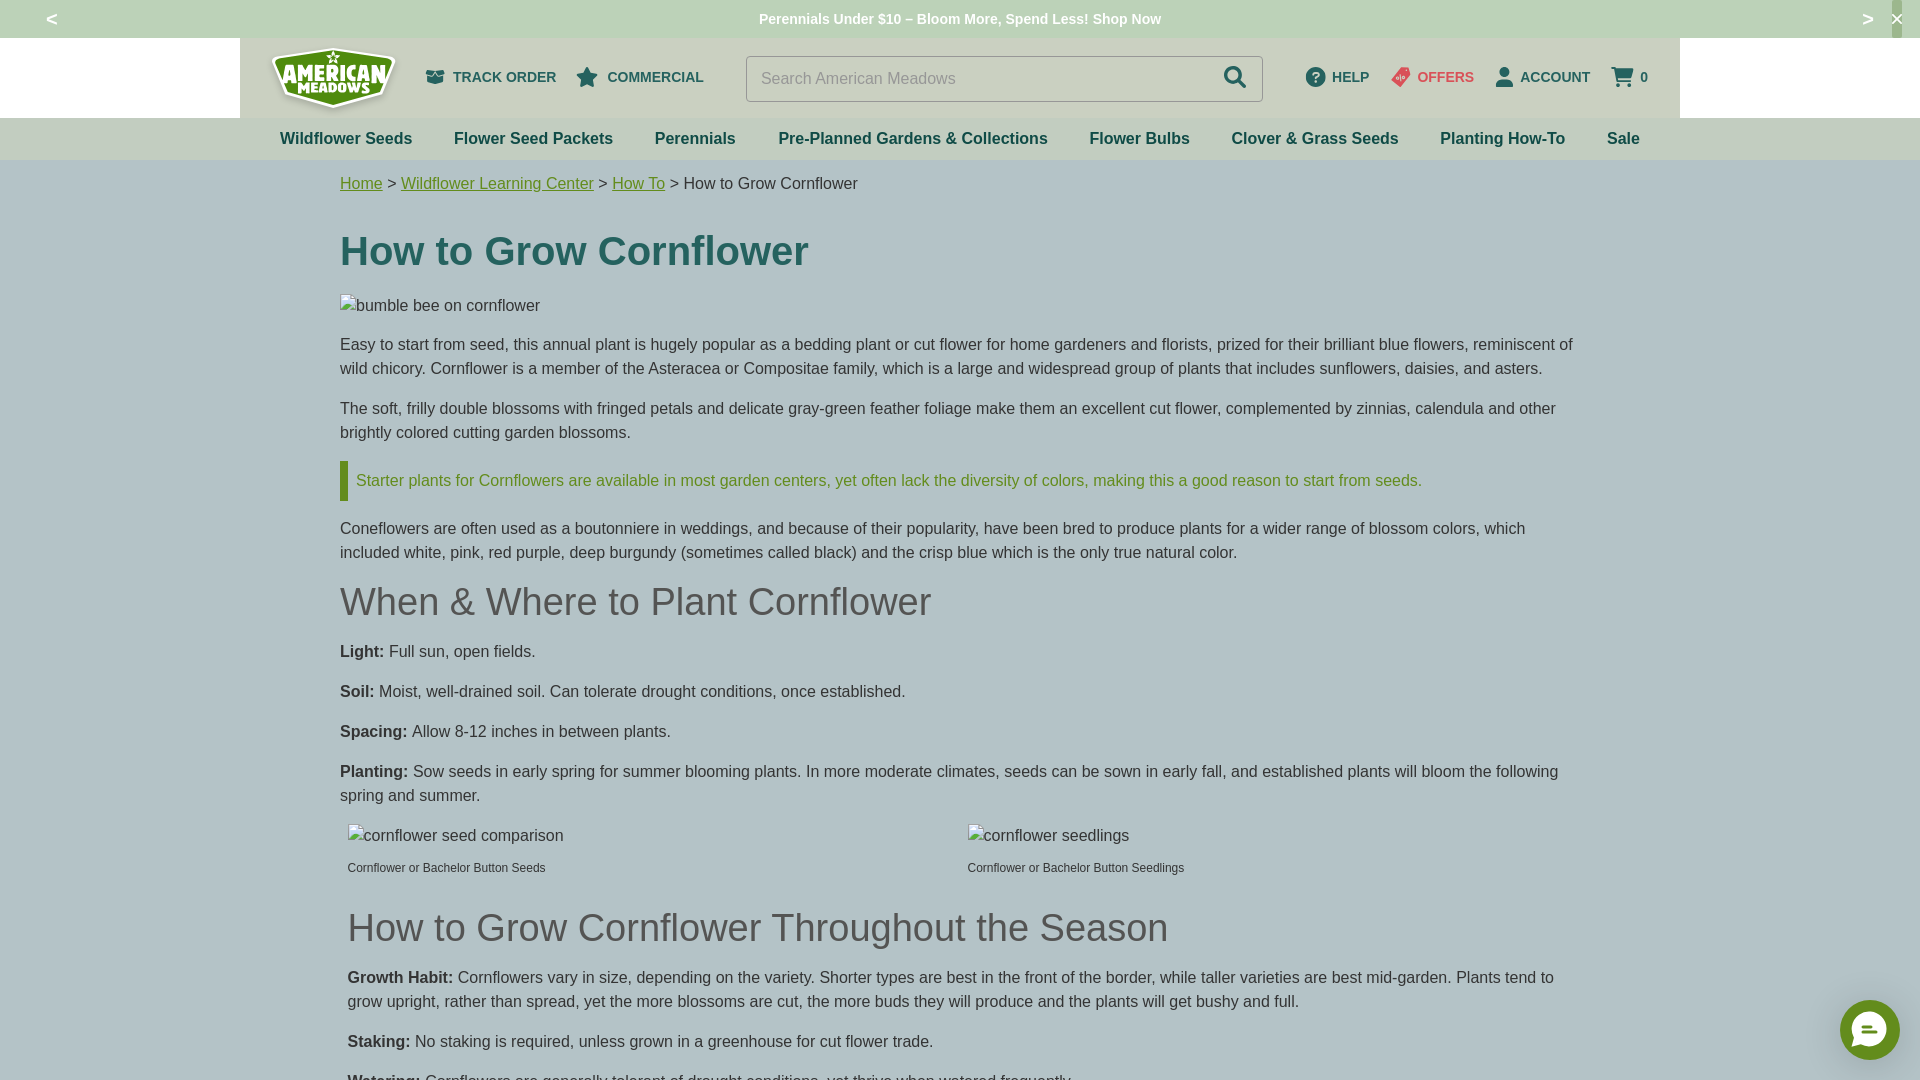 <
Perennials Under $10 – Bloom More, Spend Less! Shop Now
>
×
AMERICAN
MEADOWS
TRACK ORDER
COMMERCIAL
Search American Meadows
HELP
OFFERS
ACCOUNT
0
Wildflower Seeds
Flower Seed Packets
Perennials
Pre-Planned Gardens & Collections
Flower Bulbs
Clover & Grass Seeds
Planting How-To
Sale
Home > Wildflower Learning Center > How To > How to Grow Cornflower
How to Grow Cornflower
bumble bee on cornflower
Easy to start from seed, this annual plant is hugely popular as a bedding plant or cut flower for home gardeners and florists, prized for their brilliant blue flowers, reminiscent of
wild chicory. Cornflower is a member of the Asteracea or Compositae family, which is a large and widespread group of plants that includes sunflowers, daisies, and asters.
The soft, frilly double blossoms with fringed petals and delicate gray-green feather foliage make them an excellent cut flower, complemented by zinnias, calendula and other
brightly colored cutting garden blossoms.
Starter plants for Cornflowers are available in most garden centers, yet often lack the diversity of colors, making this a good reason to start from seeds.
Coneflowers are often used as a boutonniere in weddings, and because of their popularity, have been bred to produce plants for a wider range of blossom colors, which
included white, pink, red purple, deep burgundy (sometimes called black) and the crisp blue which is the only true natural color.
When & Where to Plant Cornflower
Light: Full sun, open fields.
Soil: Moist, well-drained soil. Can tolerate drought conditions, once established.
Spacing: Allow 8-12 inches in between plants.
Planting: Sow seeds in early spring for summer blooming plants. In more moderate climates, seeds can be sown in early fall, and established plants will bloom the following
spring and summer.
cornflower seed comparison
cornflower seedlings
Cornflower or Bachelor Button Seeds
Cornflower or Bachelor Button Seedlings
How to Grow Cornflower Throughout the Season
Growth Habit: Cornflowers vary in size, depending on the variety. Shorter types are best in the front of the border, while taller varieties are best mid-garden. Plants tend to
grow upright, rather than spread, yet the more blossoms are cut, the more buds they will produce and the plants will get bushy and full.
Staking: No staking is required, unless grown in a greenhouse for cut flower trade.
Watering: Cornflowers are generally tolerant of drought conditions, yet thrive when watered frequently.